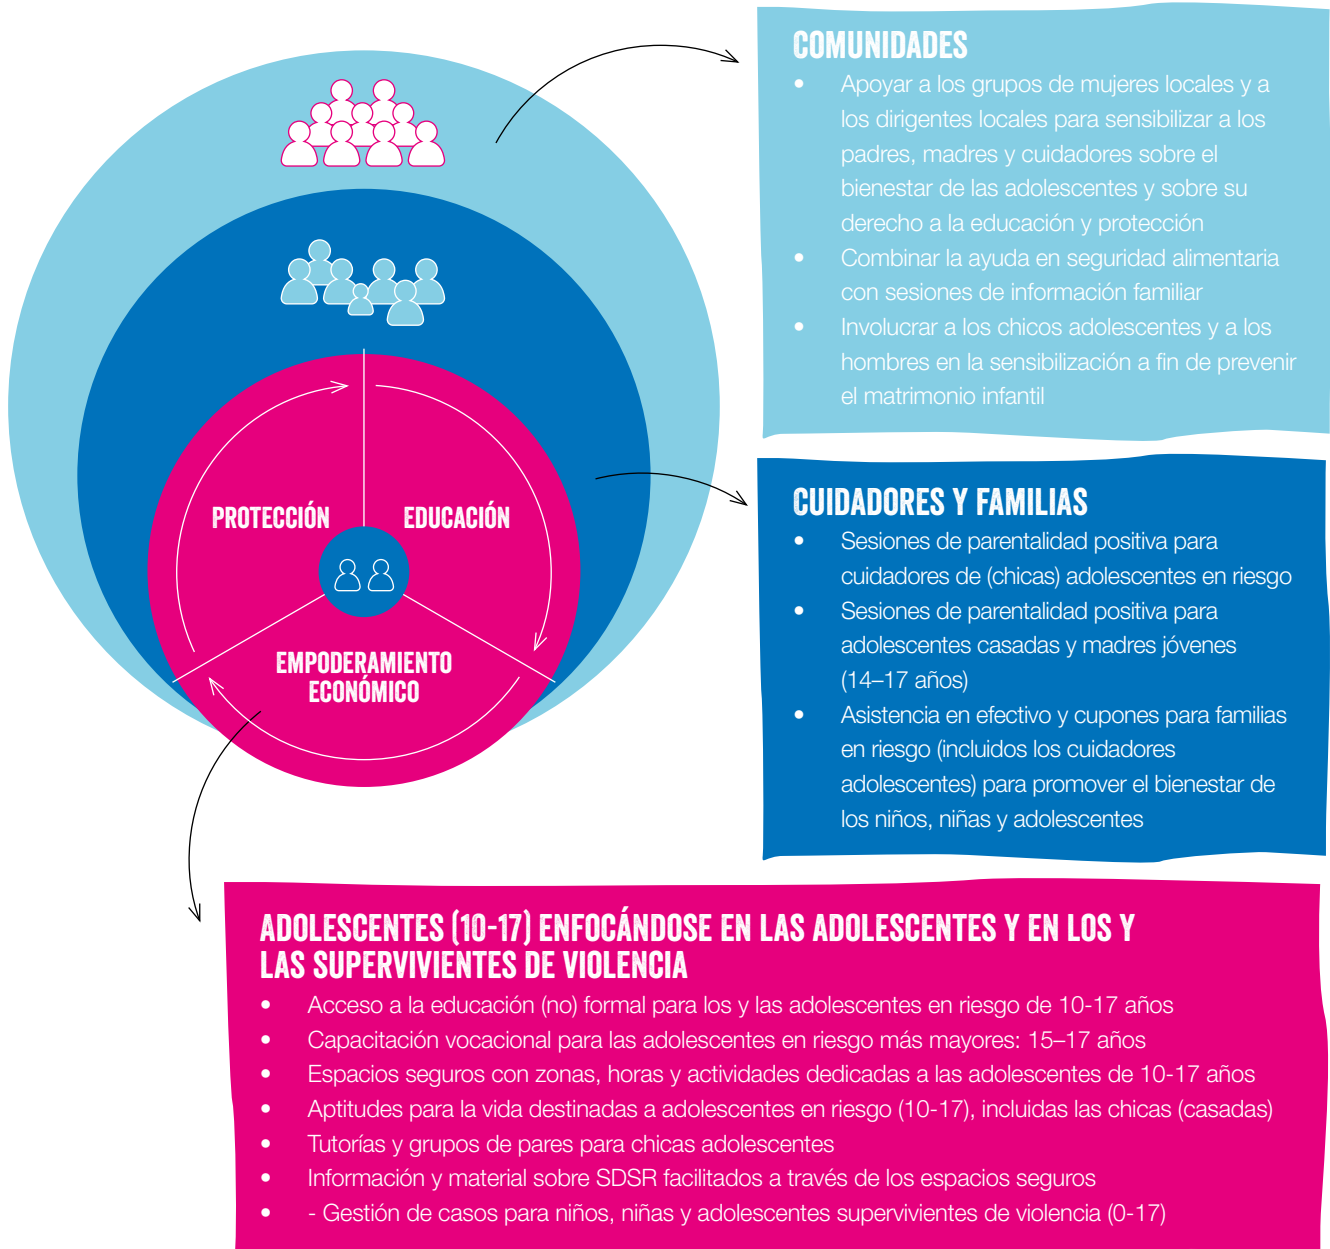 COMUNIDADES
• Apoyar a los grupos de mujeres locales y a
los dirigentes locales para sensibilizar a los
padres, madres y cuidadores sobre el
bienestar de las adolescentes y sobre su
derecho a la educación y protección
• Combinar la ayuda en seguridad alimentaria
con sesiones de información familiar
• Involucrar a los chicos adolescentes y a los
hombres en la sensibilización a fin de prevenir
el matrimonio infantil
PROTECCIÓN
EDUCACIÓN
EMPODERAMIENTO
ECONÓMICO
CUIDADORES Y FAMILIAS
• Sesiones de parentalidad positiva para
cuidadores de (chicas) adolescentes en riesgo
• Sesiones de parentalidad positiva para
adolescentes casadas y madres jóvenes
(14–17 años)
• Asistencia en efectivo y cupones para familias
en riesgo (incluidos los cuidadores
adolescentes) para promover el bienestar de
los niños, niñas y adolescentes
ADOLESCENTES (10-17) ENFOCÁNDOSE EN LAS ADOLESCENTES Y EN LOS Y
LAS SUPERVIVIENTES DE VIOLENCIA
• Acceso a la educación (no) formal para los y las adolescentes en riesgo de 10-17 años
• Capacitación vocacional para las adolescentes en riesgo más mayores: 15–17 años
• Espacios seguros con zonas, horas y actividades dedicadas a las adolescentes de 10-17 años
• Aptitudes para la vida destinadas a adolescentes en riesgo (10-17), incluidas las chicas (casadas)
• Tutorías y grupos de pares para chicas adolescentes
• Información y material sobre SDSR facilitados a través de los espacios seguros
• - Gestión de casos para niños, niñas y adolescentes supervivientes de violencia (0-17)